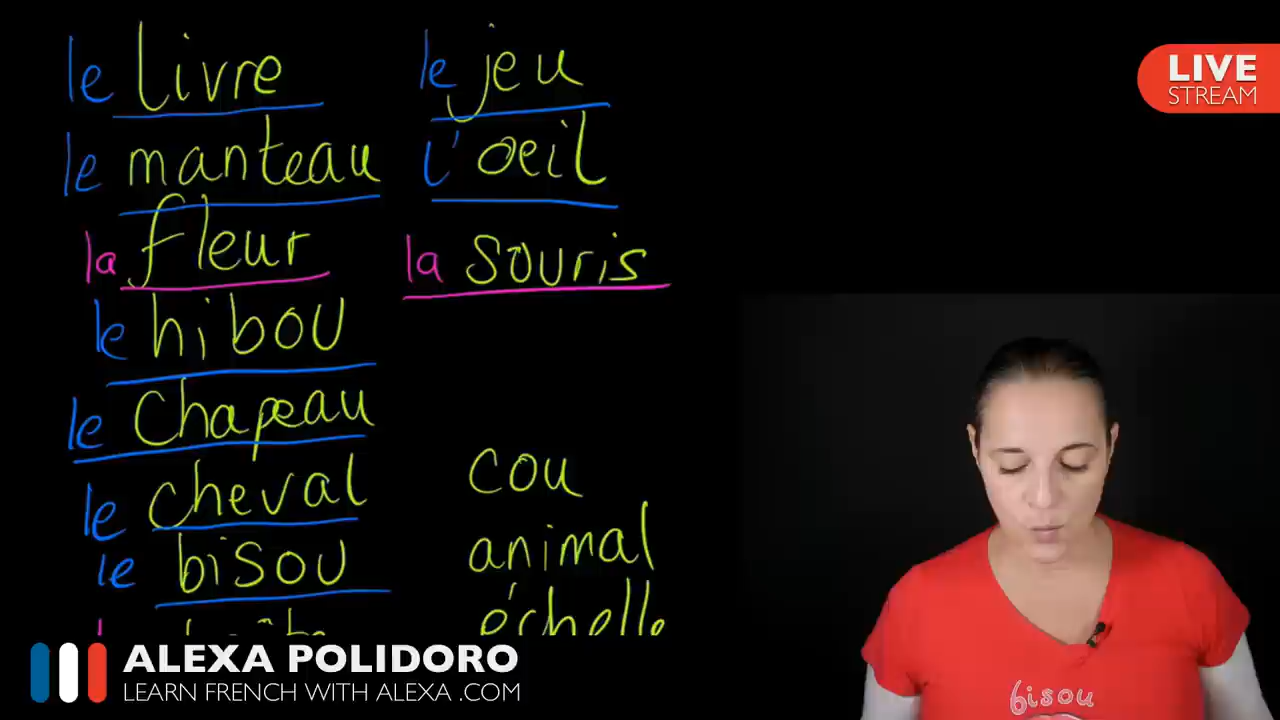 le livre
le manteau
la fleur
le hibou
le chapeau
le cheval
le bisou
le jeu
l'oeil
la souris
cou
animal
échelle
LIVE
STREAM
bisou
ALEXA POLIDORO
LEARN FRENCH WITH ALEXA .COM